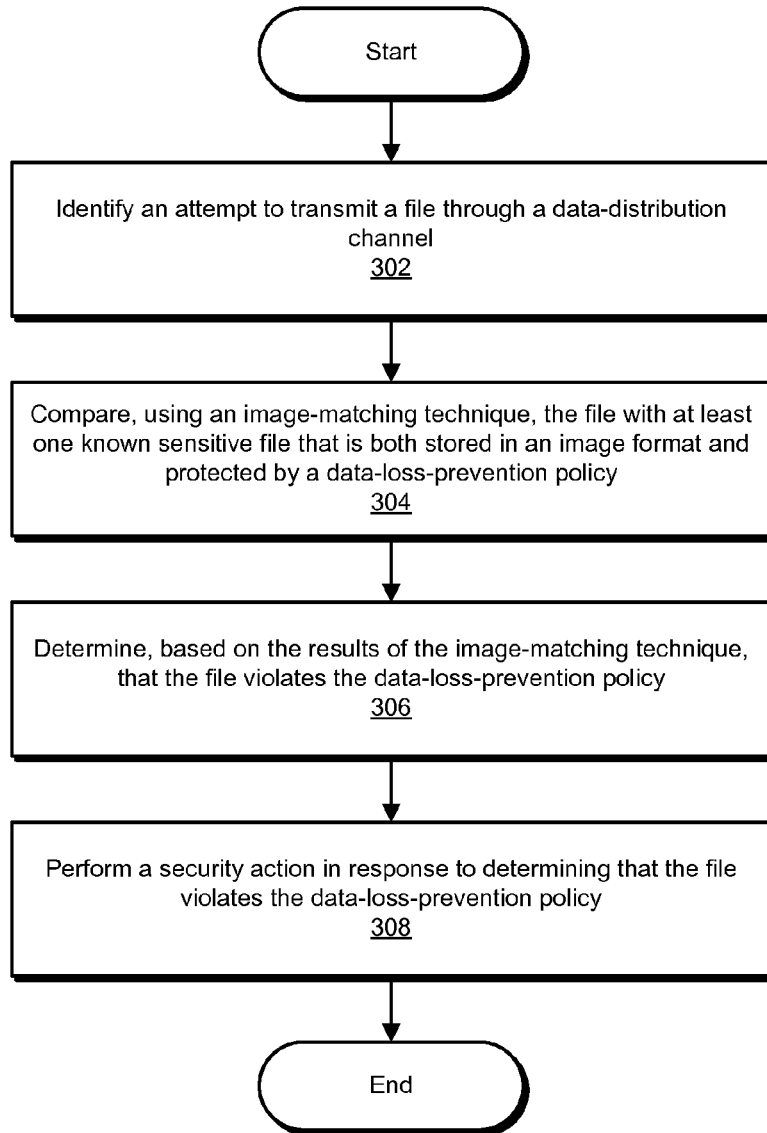 Start
Identify an attempt to transmit a file through a data-distribution
channel
302
Compare, using an image-matching technique, the file with at least
one known sensitive file that is both stored in an image format and
protected by a data-loss-prevention policy
304
Determine, based on the results of the image-matching technique,
that the file violates the data-loss-prevention policy
306
Perform a security action in response to determining that the file
violates the data-loss-prevention policy
308
End